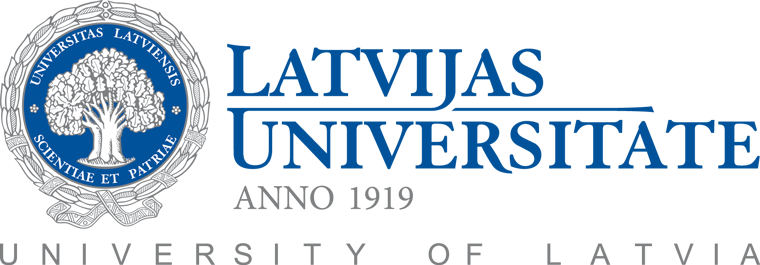 UNIVERSITAS LATVIENSIS
SCIENTIAE ET PATRIAE
LATVIJAS
UNIVERSITATE
ANNO 1919
UNIVERSITY OF LATVIA